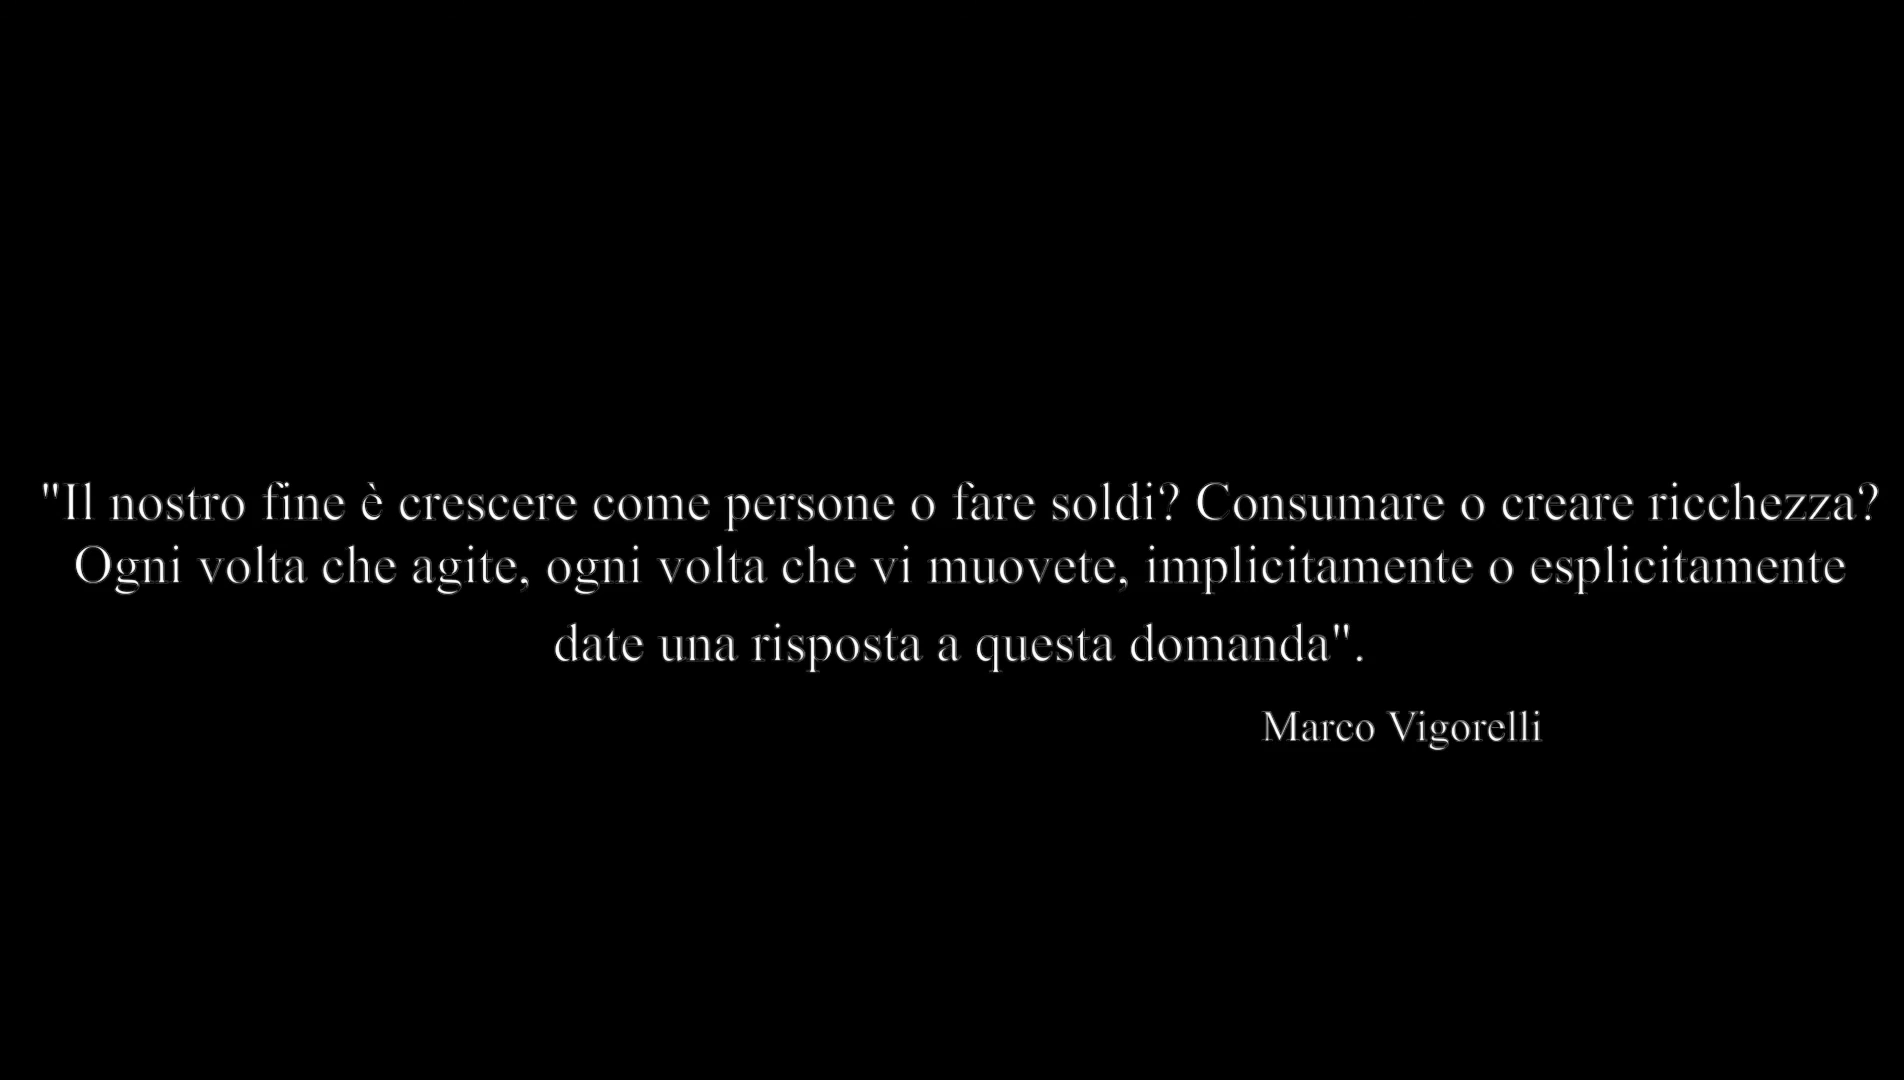 "Il nostro fine è crescere come persone o fare soldi? Consumare o creare ricchezza?
Ogni volta che agite, ogni volta che vi muovete, implicitamente o esplicitamente
date una risposta a questa domanda".
Marco Vigorelli